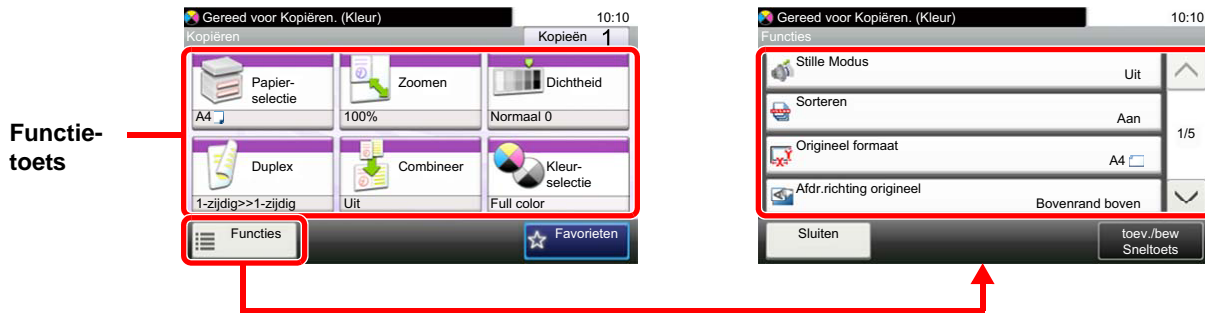 Functie-
toets
Gereed voor Kopiëren. (Kleur)
10:10
Kopiëren
Kopieën 1
Papier-
selectie
A4
Zoomen
100%
Dichtheid
Normaal 0
Duplex
1-zijdig>>1-zijdig
Combineer
Uit
Kleur-
selectie
Full color
Functies
Favorieten
Gereed voor Kopiëren. (Kleur)
10:10
Functies
Stille Modus
Uit
Sorteren
Aan
Origineel formaat
A4
Afdr.richting origineel
Bovenrand boven
1/5
Sluiten
toev./bew
Sneltoets